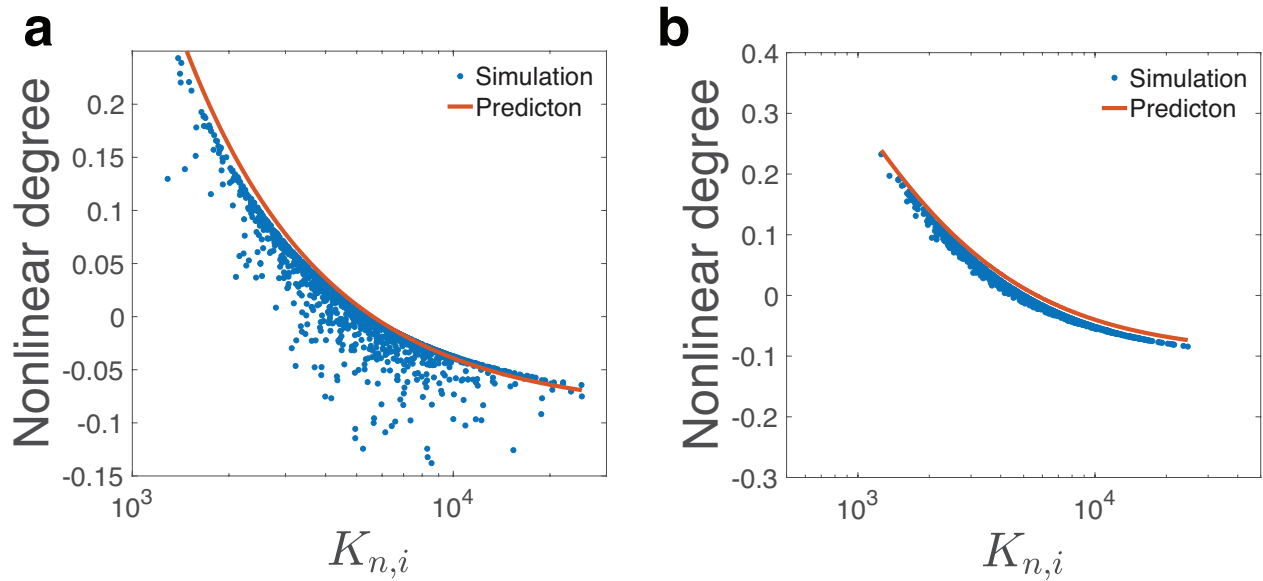 a
Nonlinear degree
0.2
0.15
0.1
0.05
0
-0.05
-0.1
-0.15
10^3
10^4
K_{n,i}
Simulation
Predicton
b
Nonlinear degree
0.4
0.3
0.2
0.1
0
-0.1
-0.2
-0.3
10^3
10^4
K_{n,i}
Simulation
Predicton